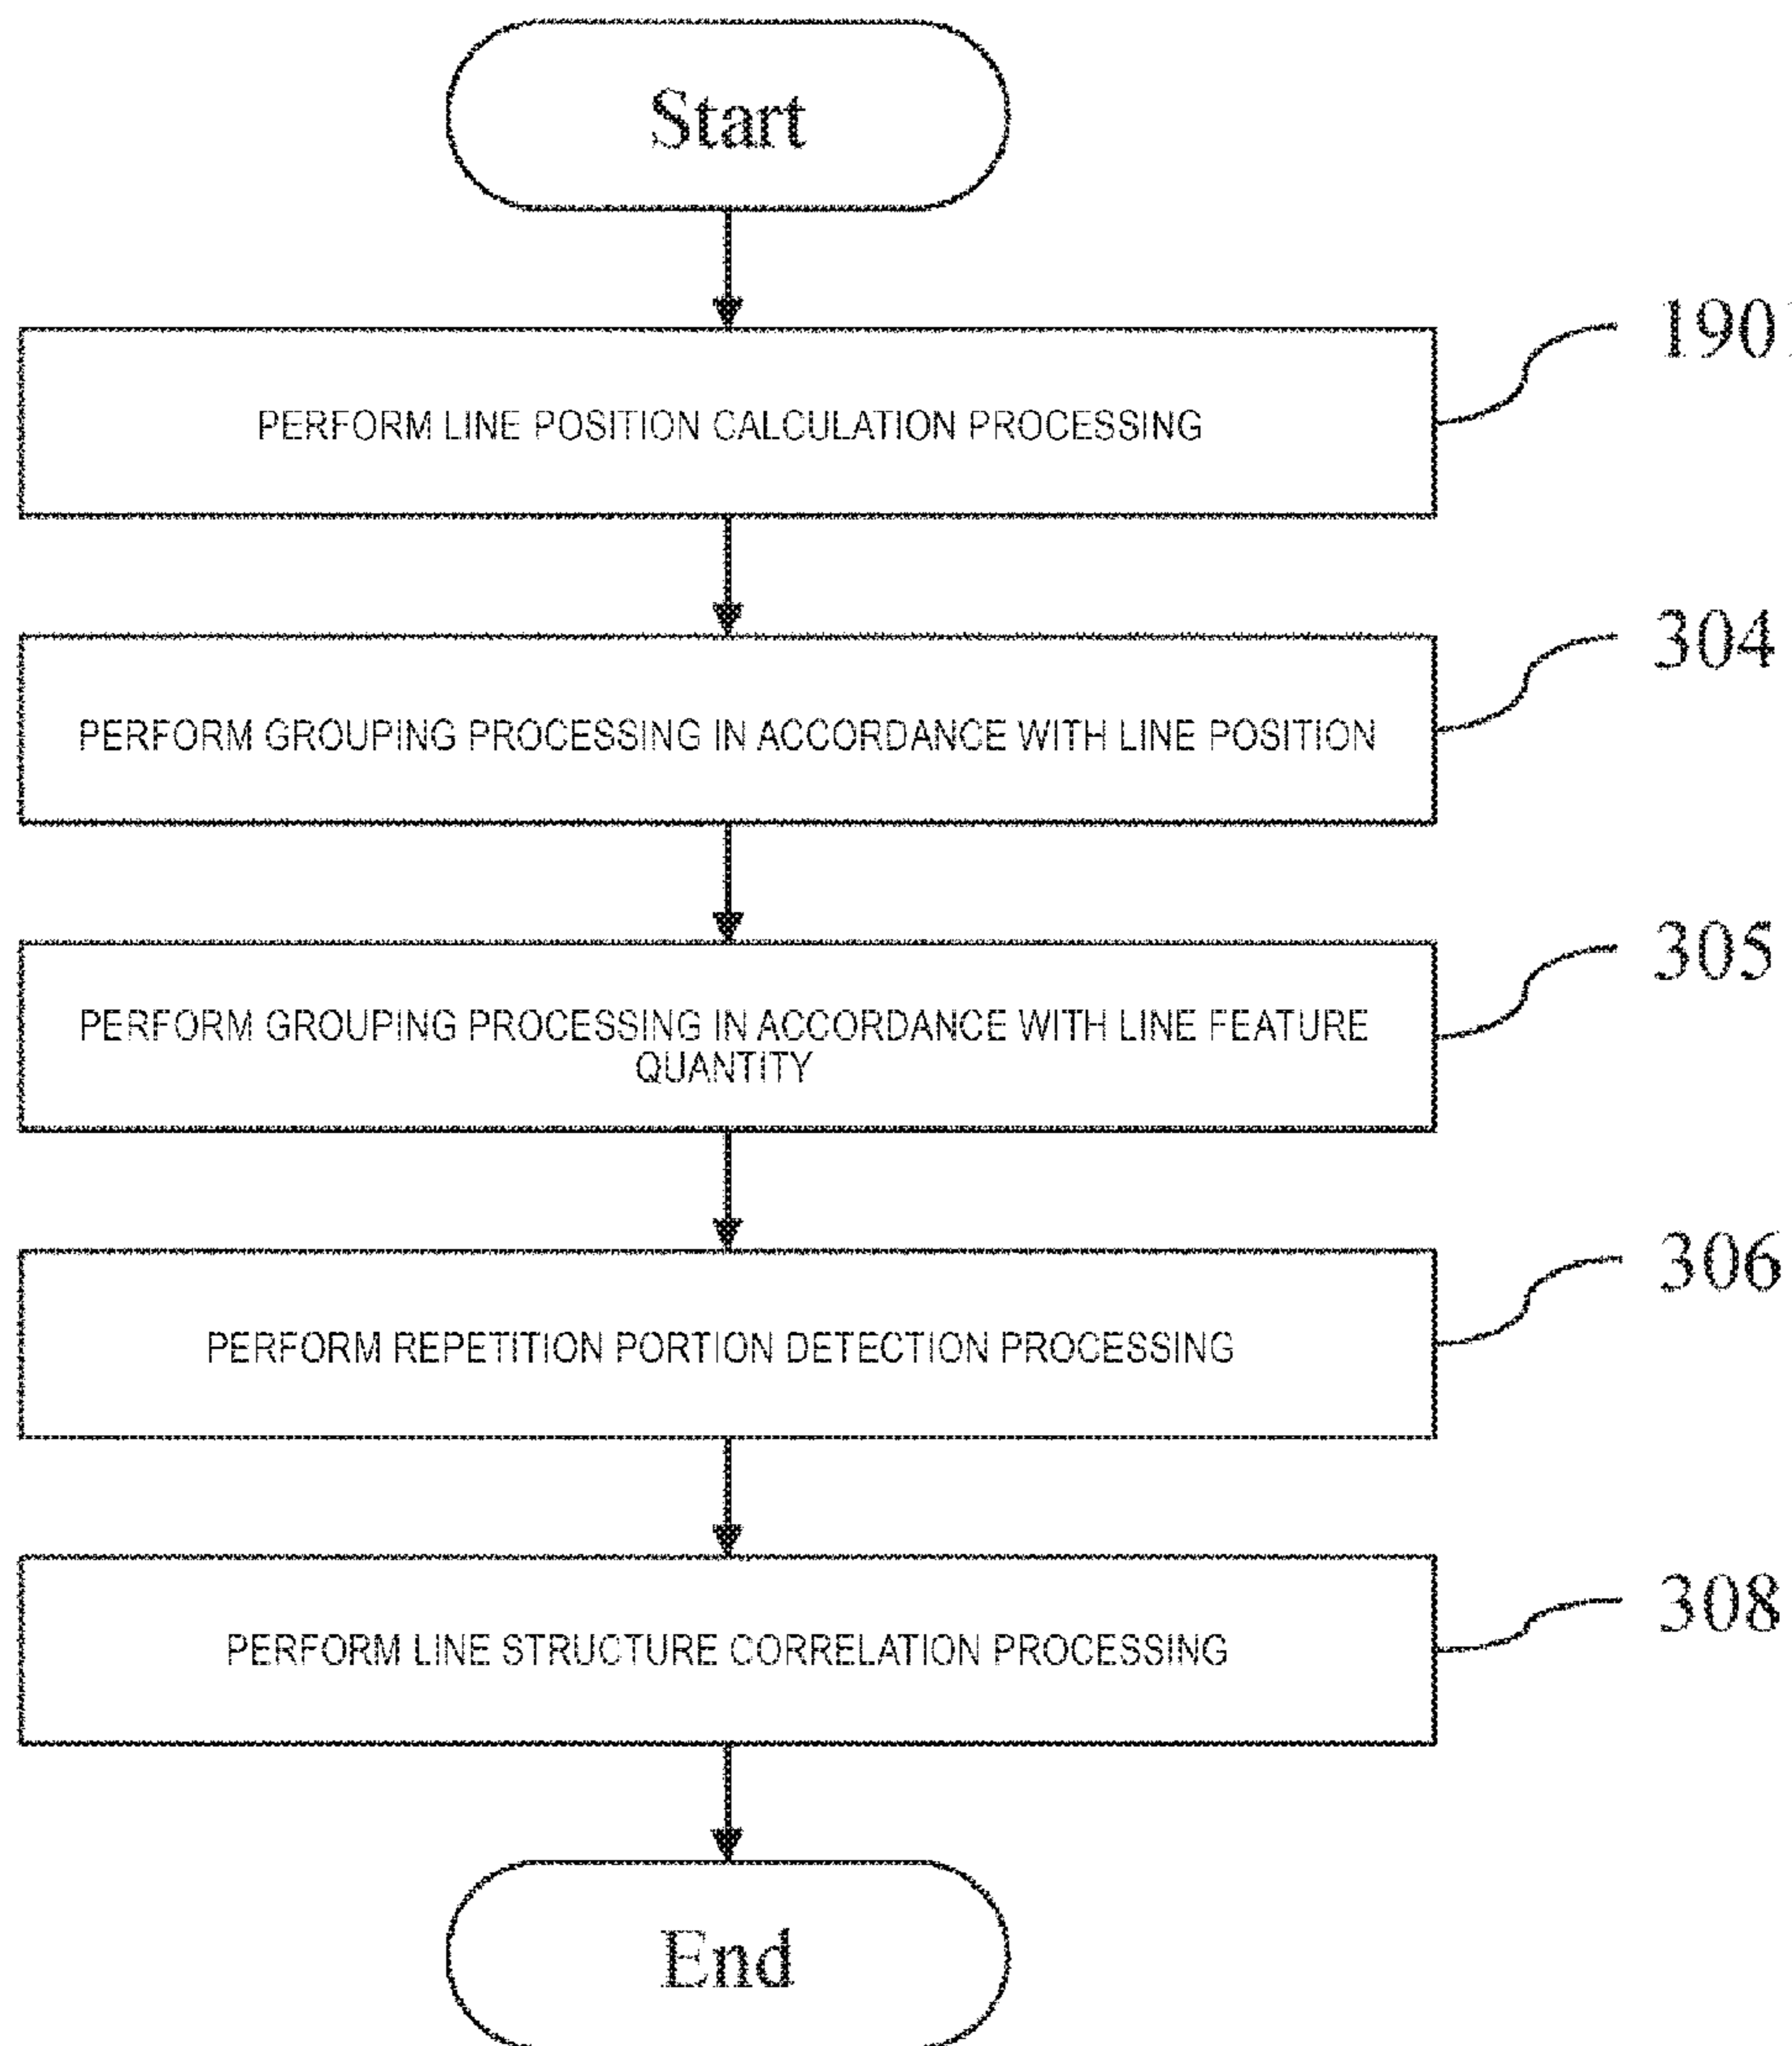 Start
1901
PERFORM LINE POSITION CALCULATION PROCESSING
304
PERFORM GROUPING PROCESSING IN ACCORDANCE WITH LINE POSITION
305
PERFORM GROUPING PROCESSING IN ACCORDANCE WITH LINE FEATURE
QUANTITY
306
PERFORM REPETITION PORTION DETECTION PROCESSING
308
PERFORM LINE STRUCTURE CORRELATION PROCESSING
End